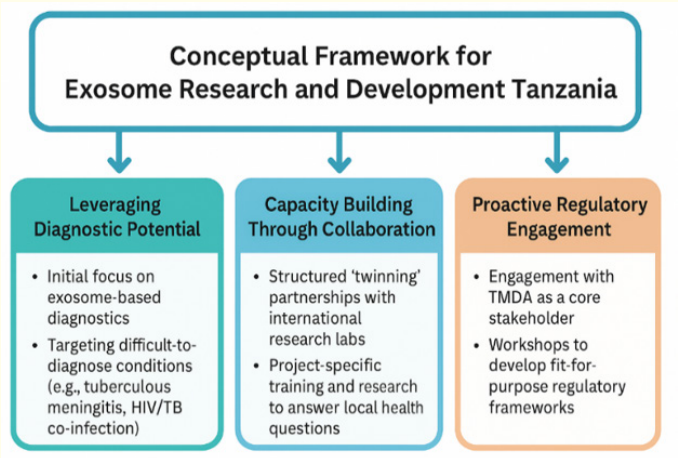 Conceptual Framework for
Exosome Research and Development Tanzania
Leveraging
Diagnostic Potential
• Initial focus on
exosome-based
diagnostics
• Targeting difficult-to-
diagnose conditions
(e.g., tuberculous
meningitis, HIV/TB
co-infection)
Capacity Building
Through Collaboration
• Structured ‘twinning’
partnerships with
international
research labs
• Project-specific
training and research
to answer local health
questions
Proactive Regulatory
Engagement
• Engagement with
TMDA as a core
stakeholder
• Workshops to
develop fit-for-
purpose regulatory
frameworks